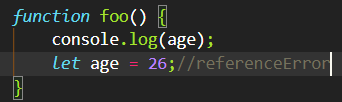 function foo() {
    console.log(age);
    let age = 26;//referenceError
}